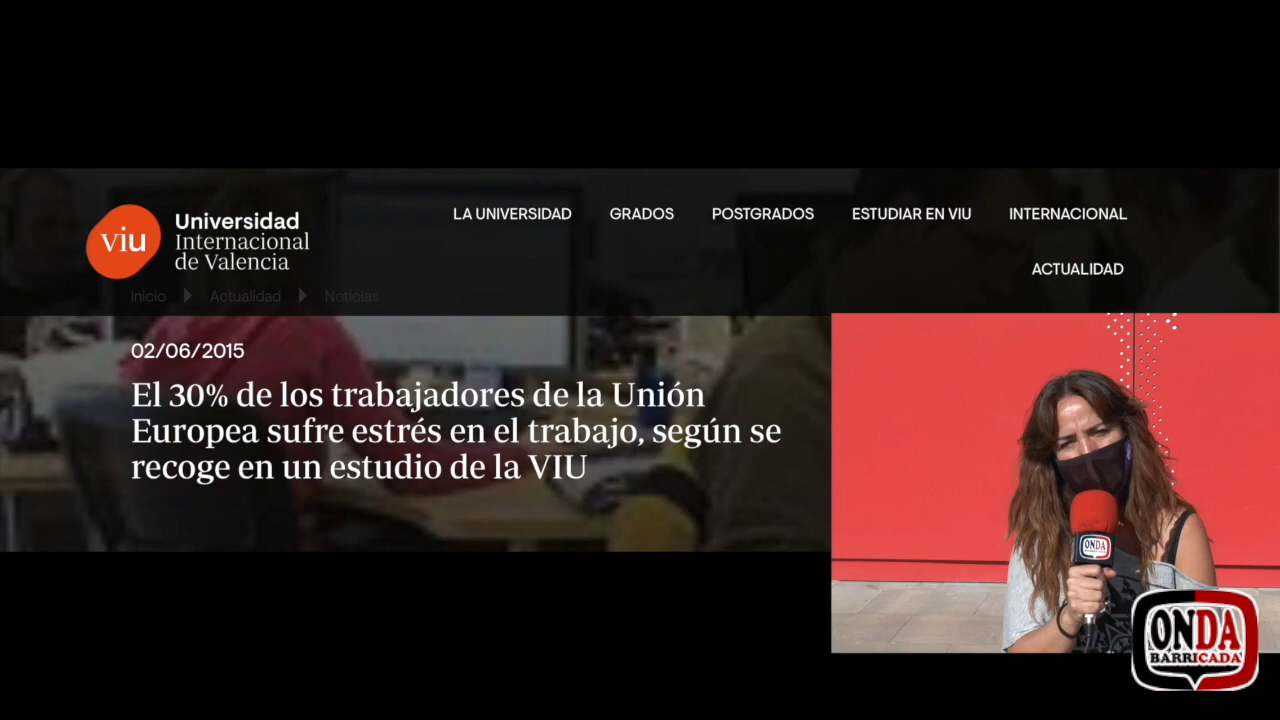 LA UNIVERSIDAD GRADOS POSTGRADOS ESTUDIAR EN VIU INTERNACIONAL
viu
Universidad
Internacional
de Valencia
ACTUALIDAD
Inicio Actualidad Noticias
02/06/2015
El 30% de los trabajadores de la Unión
Europea sufre estrés en el trabajo, según se
recoge en un estudio de la VIU
ONDA
BARRICADA
ONDA
BARRICADA